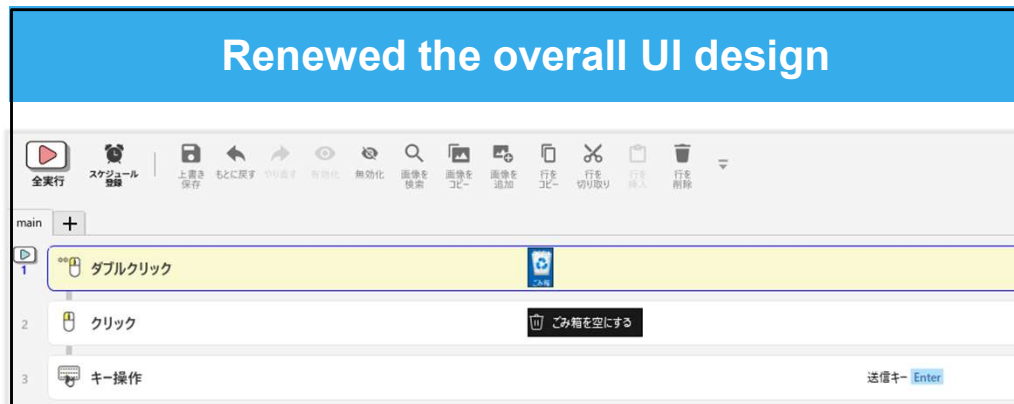 Renewed the overall UI design
全実行
スケジュール
登録
上書き
保存
もとに戻す
やり直す
有効化
無効化
画像を
検索
画像を
コピー
画像を
追加
行を
コピー
行を
切り取り
行を
挿入
行を
削除
main
1
ダブルクリック
ごみ箱
2
クリック
ごみ箱を空にする
3
キー操作
送信キー Enter